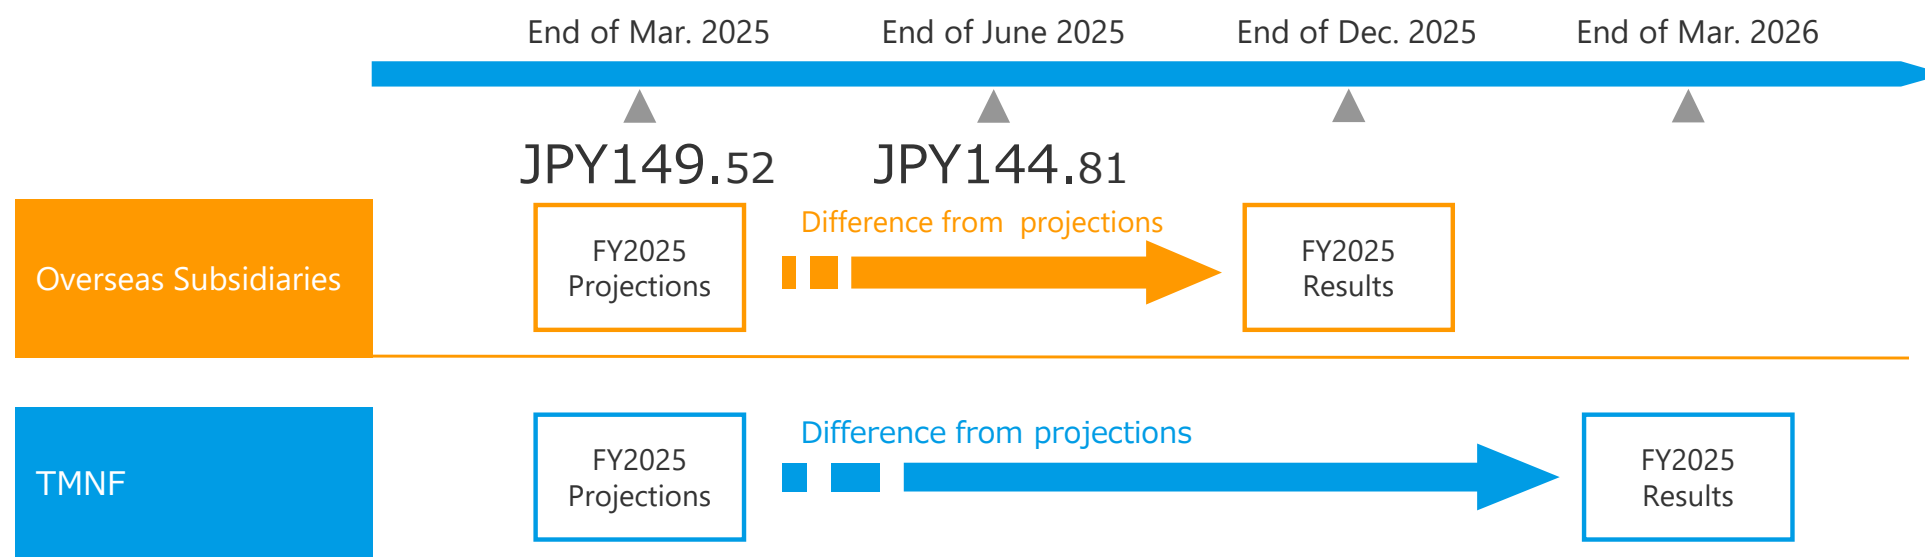 End of Mar. 2025
End of June 2025
End of Dec. 2025
End of Mar. 2026
JPY149.52
JPY144.81
Overseas Subsidiaries
FY2025
Projections
Difference from projections
FY2025
Results
TMNF
FY2025
Projections
Difference from projections
FY2025
Results